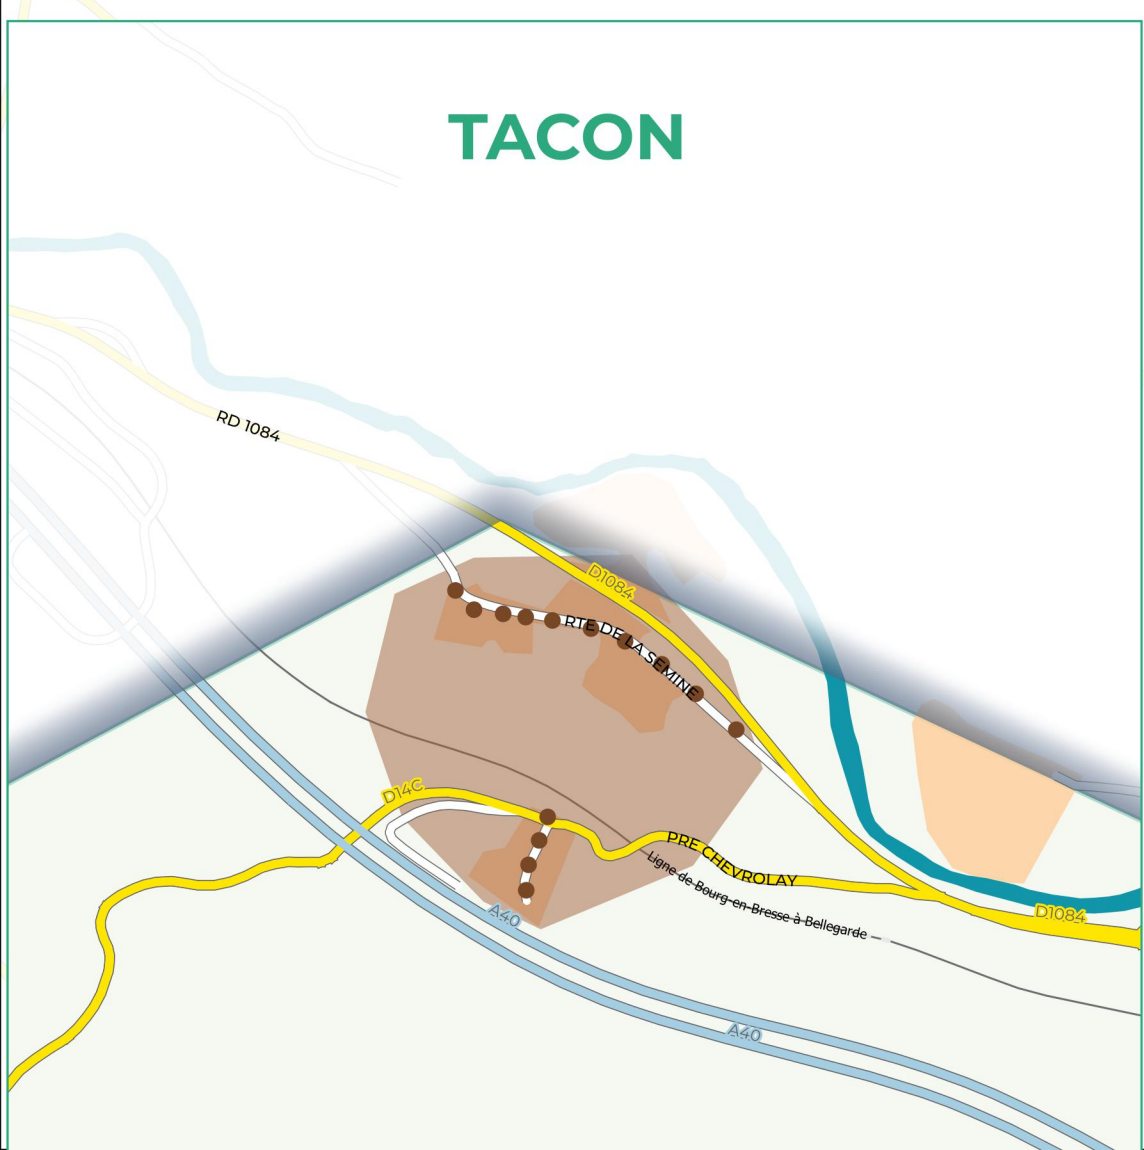 TACON
RD 1084
D1084
RTE DE LA SEMINE
D14C
PRE CHEVROLAY
Ligne de Bourg-en-Bresse à Bellegarde
A40
D1084
A40